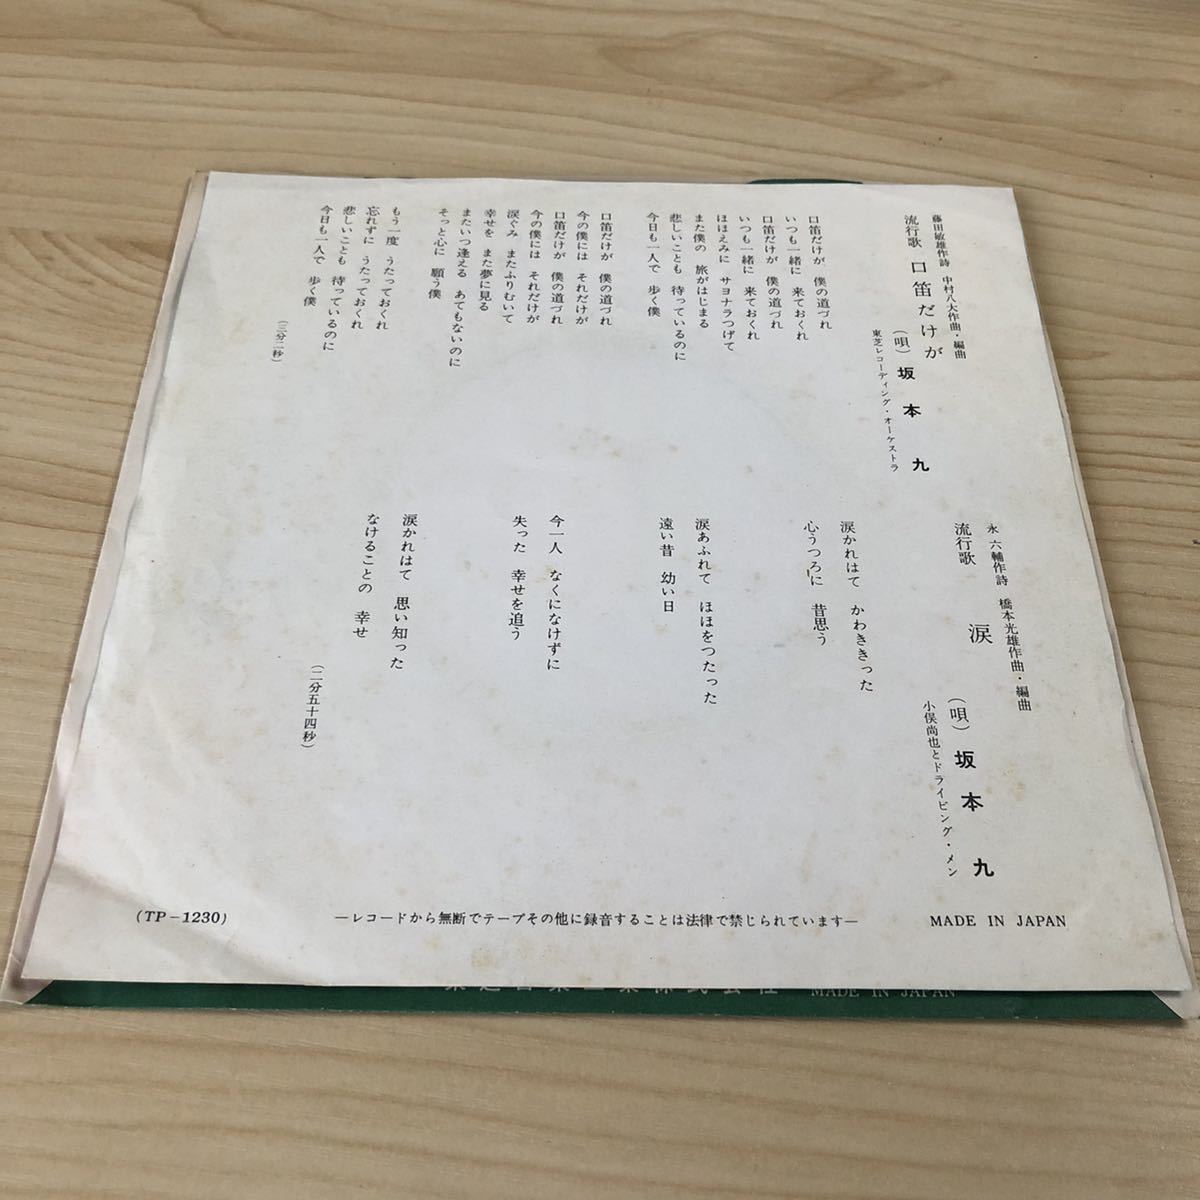 藤田敏雄作詩 中村八大作曲・編曲
流行歌 口笛だけが
(唄) 坂本九
東芝レコーディング・オーケストラ
口笛だけが 僕の道づれ
いつも一緒に 来ておくれ
口笛だけが 僕の道づれ
いつも一緒に 来ておくれ
ほほえみに サヨナラつげて
また僕の 旅がはじまる
悲しいことも 待っているのに
今日も一人で 歩く僕
口笛だけが 僕の道づれ
今の僕には それだけが
口笛だけが 僕の道づれ
今の僕には それだけが
涙ぐみ またふりむいて
幸せを また夢に見る
またいつ逢える あてもないのに
そっと心に 願う僕
もう一度 うたっておくれ
忘れずに うたっておくれ
悲しいことも 待っているのに
今日も一人で 歩く僕
(三分二秒)
永六輔作詩 橋本光雄作曲・編曲
流行歌 涙
(唄) 坂本九
小俣尚也とドライビング・メン
涙かれはて かわききった
心うつろに 昔思う
涙あふれて ほほをつたった
遠い昔 幼い日
今一人 なくになけずに
失った 幸せを追う
涙かれはて 思い知った
なけることの 幸せ
(二分五十四秒)
(TP-1230)
―レコードから無断でテープその他に録音することは法律で禁じられています―
MADE IN JAPAN
MADE IN JAPAN